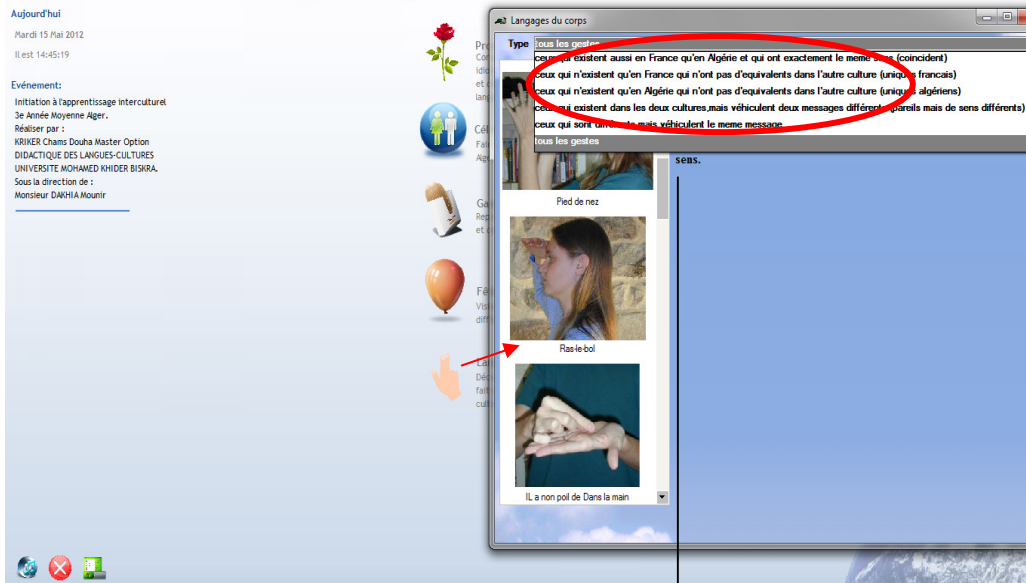 Aujourd'hui
Mardi 15 Mai 2012
Il est 14:45:19
Evénement:
Initiation à l'apprentissage interculturel
3e Année Moyenne Alger.
Réaliser par :
KRIKER Chams Douha Master Option
DIDACTIQUE DES LANGUES-CULTURES
UNIVERSITE MOHAMED KHIDER BISKRA.
Sous la direction de :
Monsieur DAKHIA Mounir
Langages du corps
Type tous les gestes
ceux qui existent aussi en France qu'en Algérie et qui ont exactement le meme sens (coincident)
ceux qui n'existent qu'en France qui n'ont pas d'equivalents dans l'autre culture (uniques francais)
ceux qui n'existent qu'en Algérie qui n'ont pas d'equivalents dans l'autre culture (uniques algériens)
ceux qui existent dans les deux cultures,mais véhiculent deux messages différents (pareils mais de sens différents)
ceux qui sont différents mais véhiculent le meme message
tous les gestes
sens.
Pied de nez
Ras-le-bol
IL a non poil de Dans la main